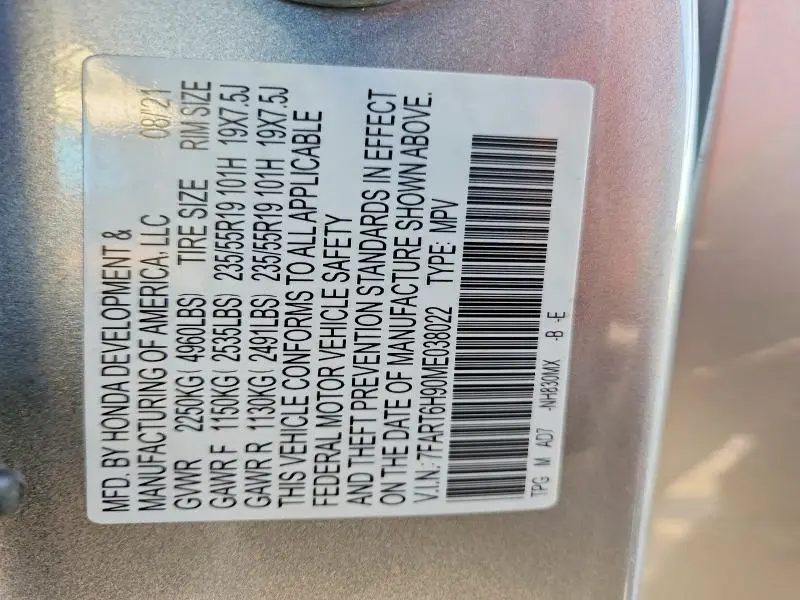 MFD. BY HONDA DEVELOPMENT & 08/21
MANUFACTURING OF AMERICA, LLC
GVWR 2250KG( 4960LBS) TIRE SIZE RIM SIZE
GAWR F 1150KG( 2535LBS) 235/55R19 101H 19X7.5J
GAWR R 1130KG( 2491LBS) 235/55R19 101H 19X7.5J
THIS VEHICLE CONFORMS TO ALL APPLICABLE
FEDERAL MOTOR VEHICLE SAFETY
AND THEFT PREVENTION STANDARDS IN EFFECT
ON THE DATE OF MANUFACTURE SHOWN ABOVE.
V.I.N.: 7FART6H90ME038022 TYPE: MPV
TPG M AD7 -NH830MX -B -E